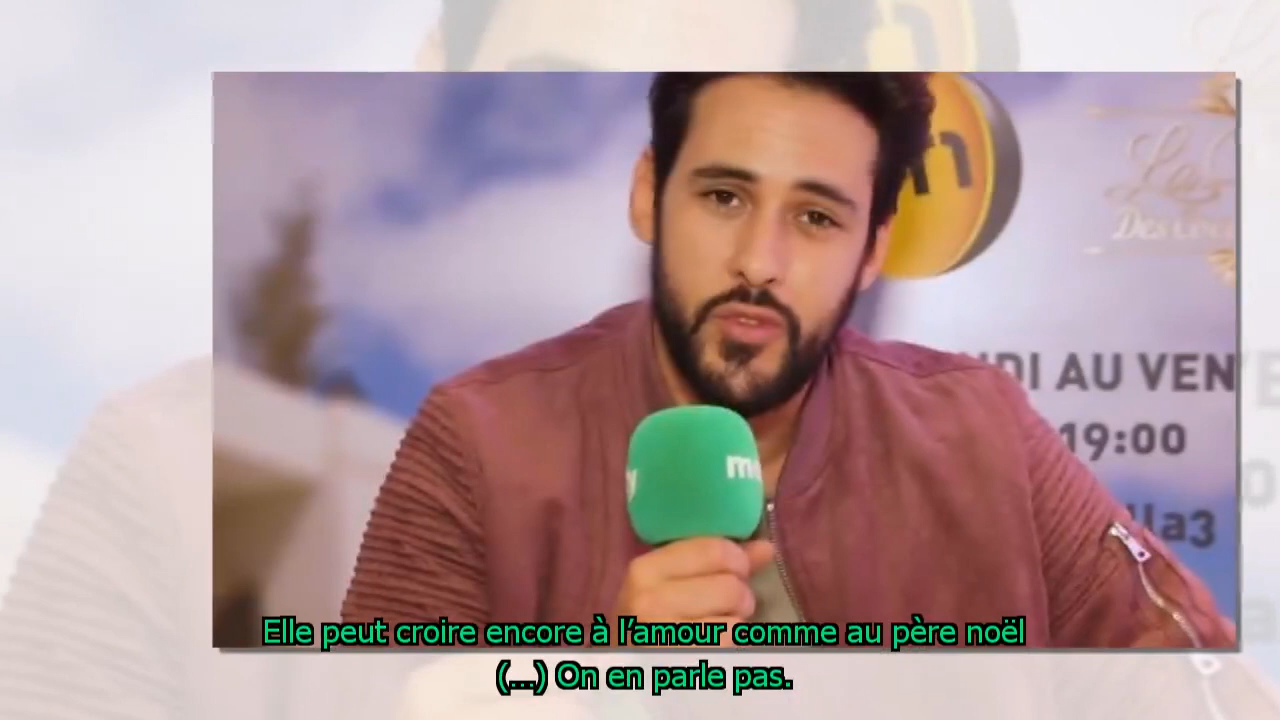 n
Des
DI AU VEN
19:00
lla3
m
Elle peut croire encore à l’amour comme au père noël
(...) On en parle pas.